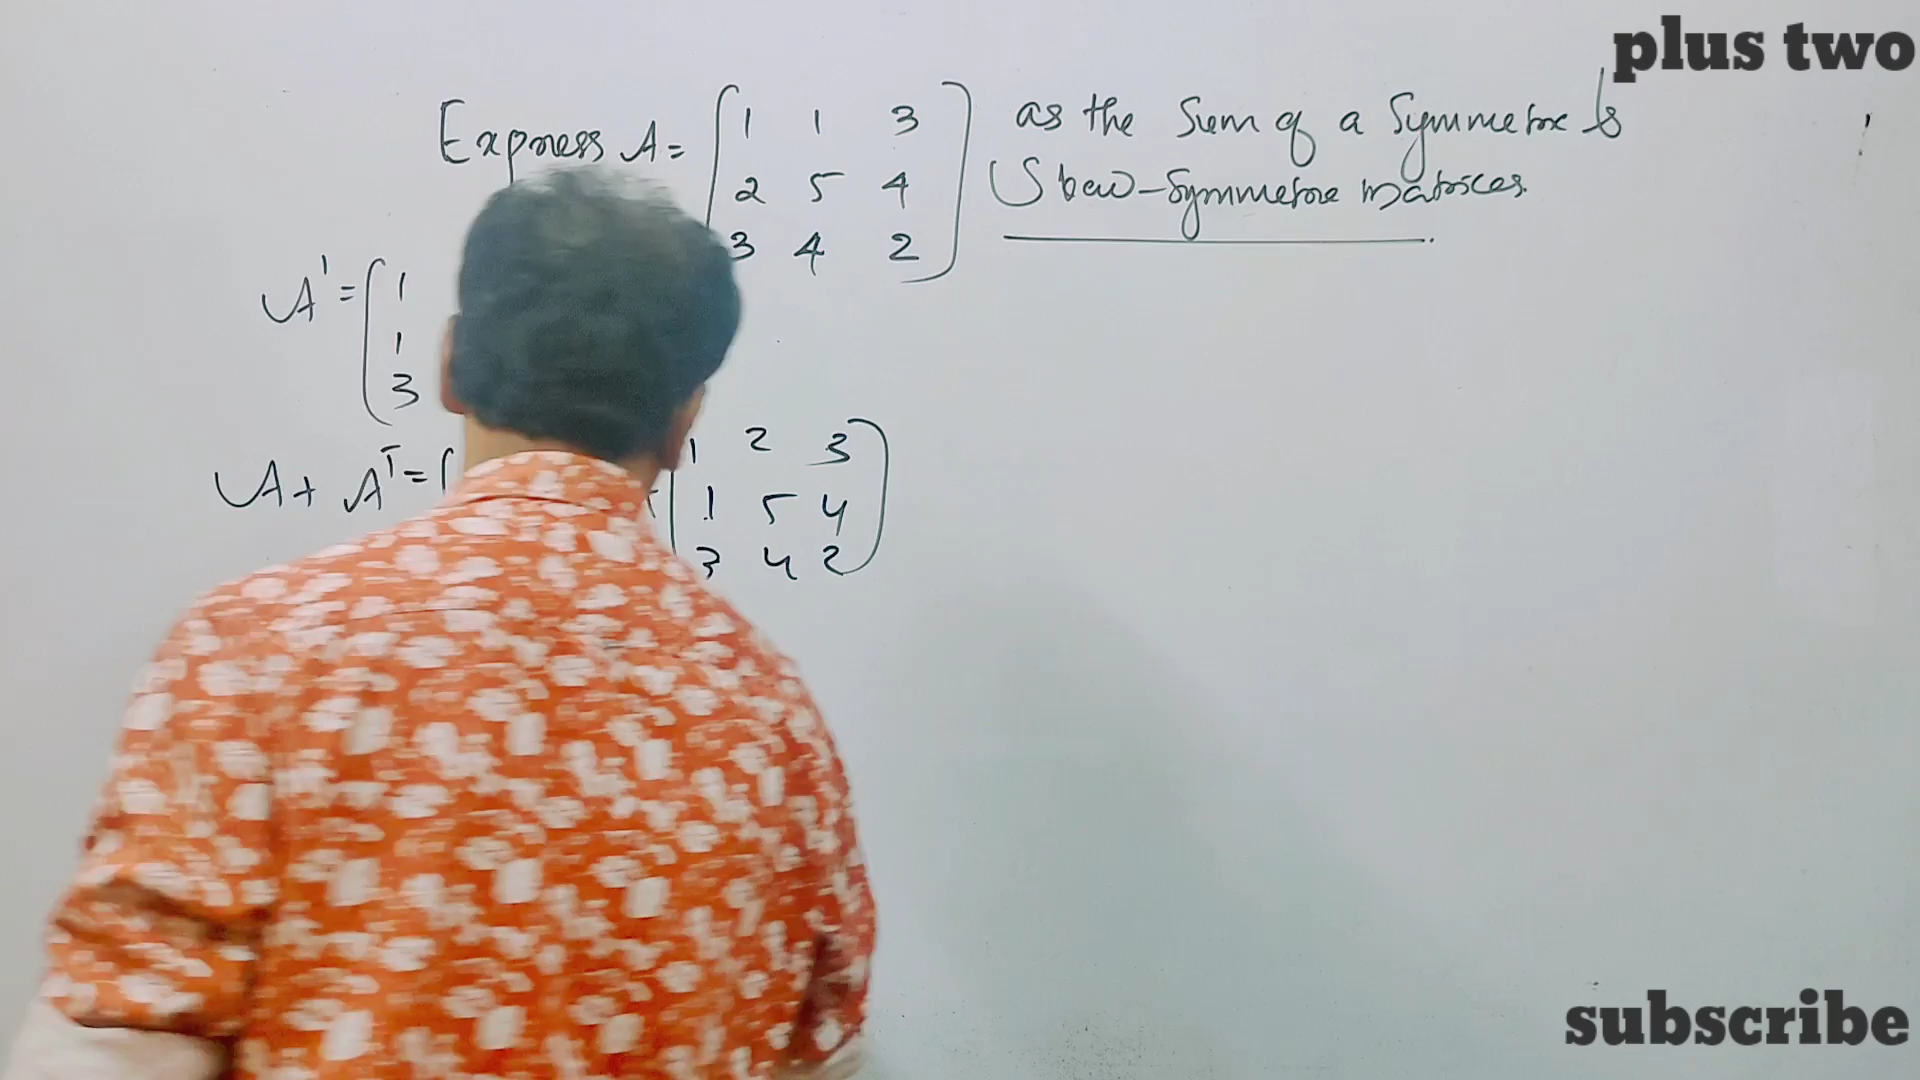 plus two
Express A = [ 1 1 3 ] as the Sum of a Symmetric &
2 5 4 Skew-Symmetric matrices.
3 4 2
A' = [ 1
1
3
A + A^T = [ 1 2 3 ]
1 5 4
3 4 2
subscribe